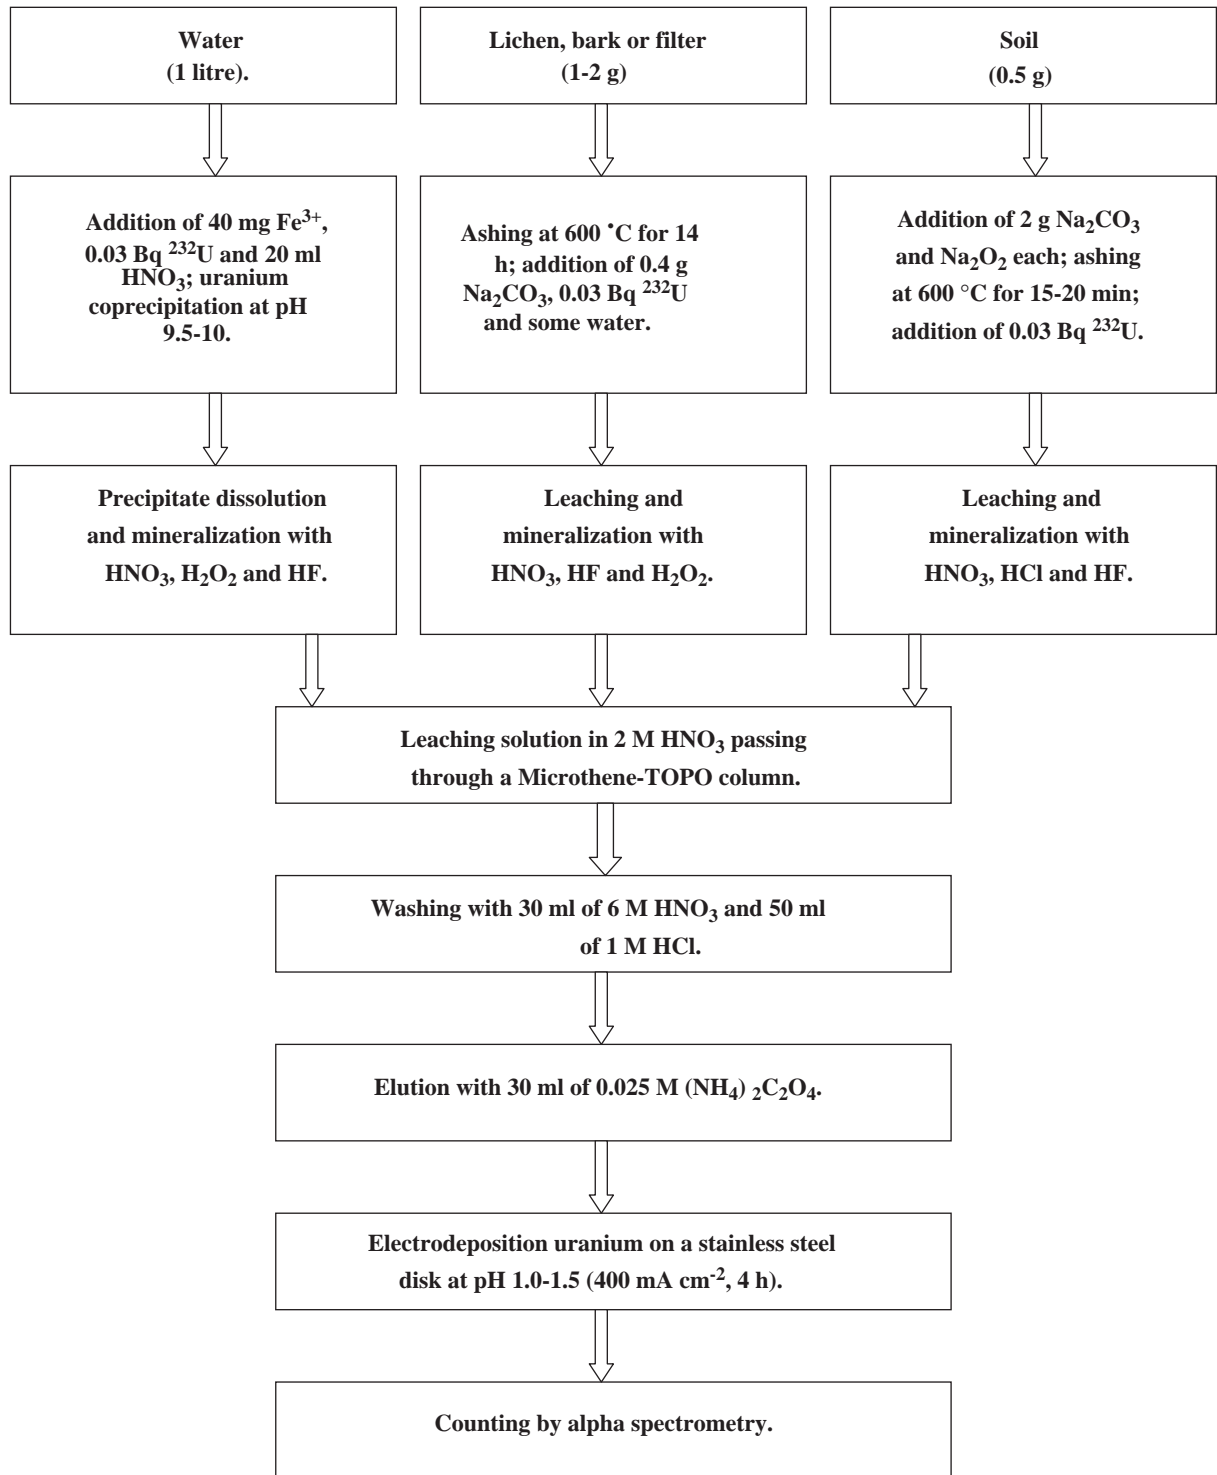 Water
(1 litre).
Lichen, bark or filter
(1-2 g)
Soil
(0.5 g)
Addition of 40 mg Fe³⁺,
0.03 Bq ²³²U and 20 ml
HNO₃; uranium
coprecipitation at pH
9.5-10.
Ashing at 600 °C for 14
h; addition of 0.4 g
Na₂CO₃, 0.03 Bq ²³²U
and some water.
Addition of 2 g Na₂CO₃
and Na₂O₂ each; ashing
at 600 °C for 15-20 min;
addition of 0.03 Bq ²³²U.
Precipitate dissolution
and mineralization with
HNO₃, H₂O₂ and HF.
Leaching and
mineralization with
HNO₃, HF and H₂O₂.
Leaching and
mineralization with
HNO₃, HCl and HF.
Leaching solution in 2 M HNO₃ passing
through a Microthene-TOPO column.
Washing with 30 ml of 6 M HNO₃ and 50 ml
of 1 M HCl.
Elution with 30 ml of 0.025 M (NH₄) ₂C₂O₄.
Electrodeposition uranium on a stainless steel
disk at pH 1.0-1.5 (400 mA cm⁻², 4 h).
Counting by alpha spectrometry.